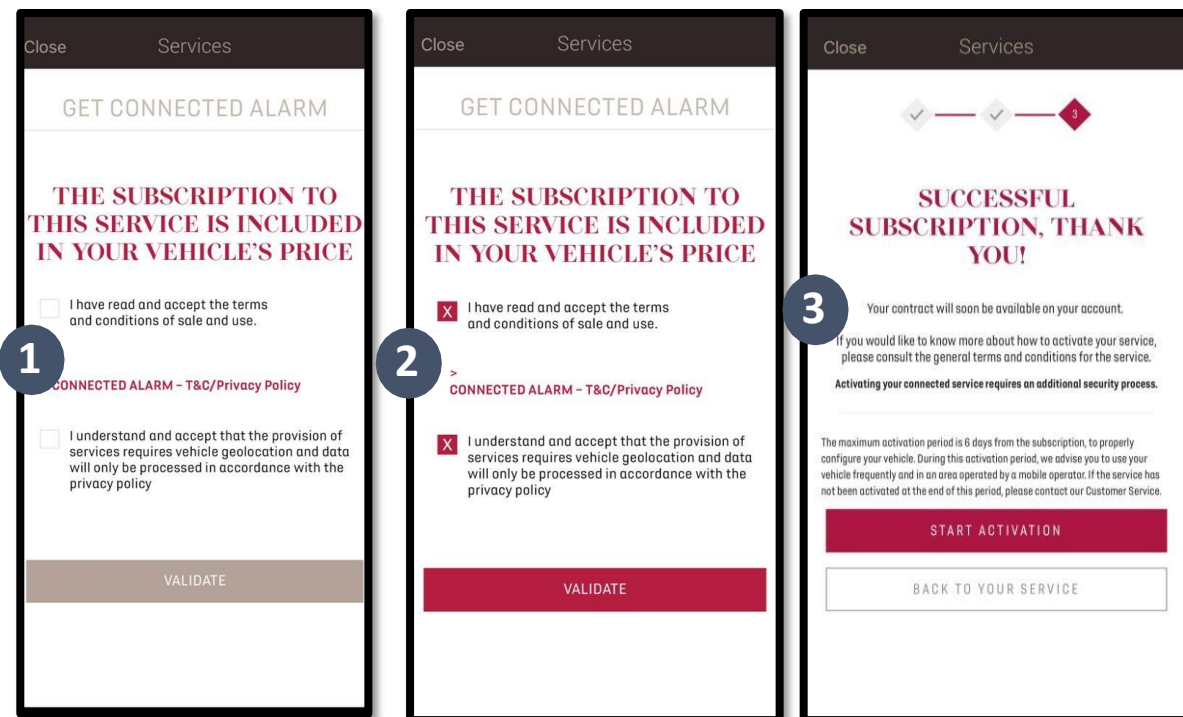 Close Services
GET CONNECTED ALARM
THE SUBSCRIPTION TO
THIS SERVICE IS INCLUDED
IN YOUR VEHICLE'S PRICE
I have read and accept the terms
and conditions of sale and use.
1
CONNECTED ALARM – T&C/Privacy Policy
I understand and accept that the provision of
services requires vehicle geolocation and data
will only be processed in accordance with the
privacy policy
VALIDATE
Close Services
GET CONNECTED ALARM
THE SUBSCRIPTION TO
THIS SERVICE IS INCLUDED
IN YOUR VEHICLE'S PRICE
X I have read and accept the terms
and conditions of sale and use.
2
>
CONNECTED ALARM – T&C/Privacy Policy
X I understand and accept that the provision of
services requires vehicle geolocation and data
will only be processed in accordance with the
privacy policy
VALIDATE
Close Services
3
SUCCESSFUL
SUBSCRIPTION, THANK
YOU!
3
Your contract will soon be available on your account.
If you would like to know more about how to activate your service,
please consult the general terms and conditions for the service.
Activating your connected service requires an additional security process.
The maximum activation period is 6 days from the subscription, to properly
configure your vehicle. During this activation period, we advise you to use your
vehicle frequently and in an area operated by a mobile operator. If the service has
not been activated at the end of this period, please contact our Customer Service.
START ACTIVATION
BACK TO YOUR SERVICE